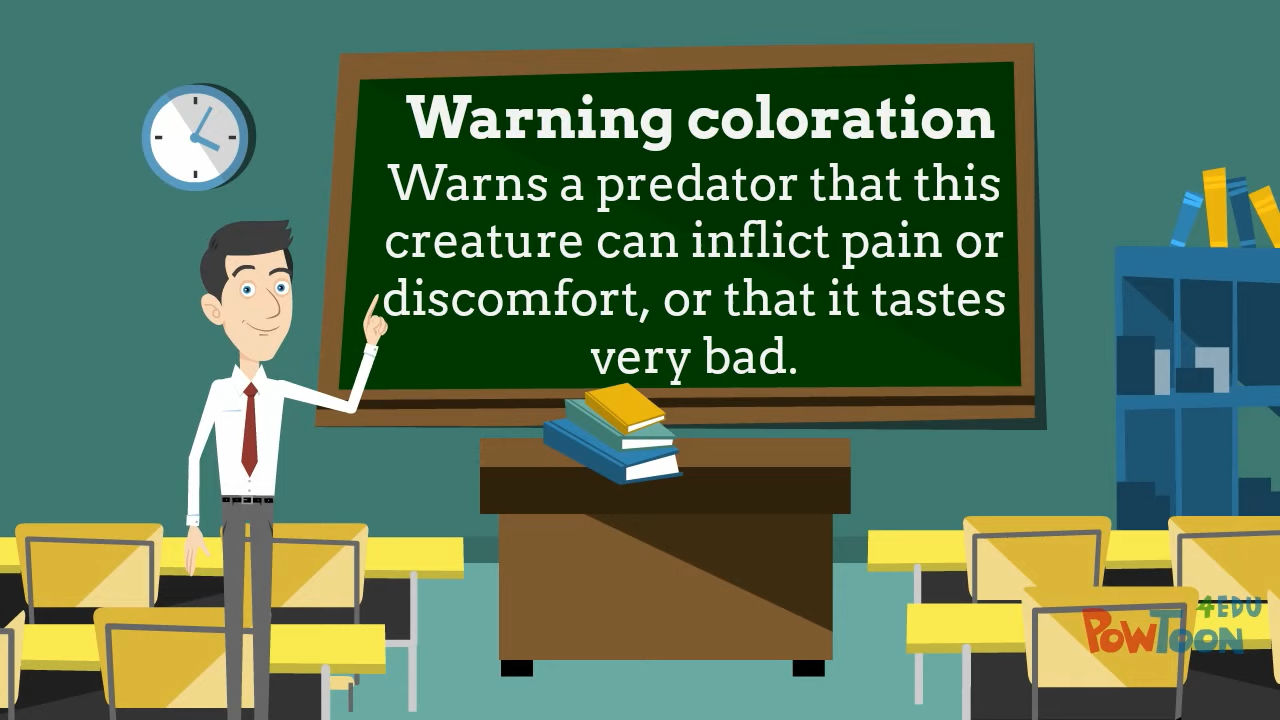 Warning coloration
Warns a predator that this
creature can inflict pain or
discomfort, or that it tastes
very bad.
4EDU
POWTOON